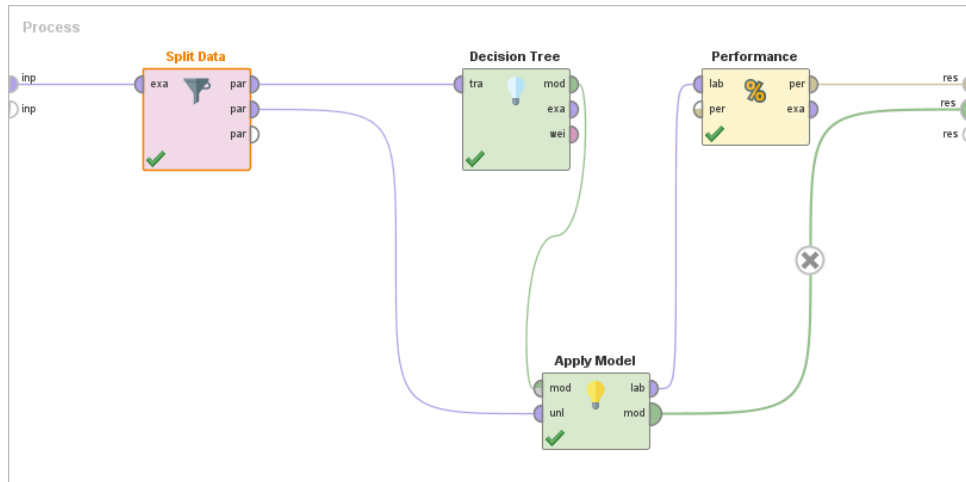 Process
inp
inp
Split Data
exa
par
par
par
Decision Tree
tra
mod
exa
wei
Performance
lab
per
%
per
exa
res
res
res
Apply Model
mod
unl
lab
mod